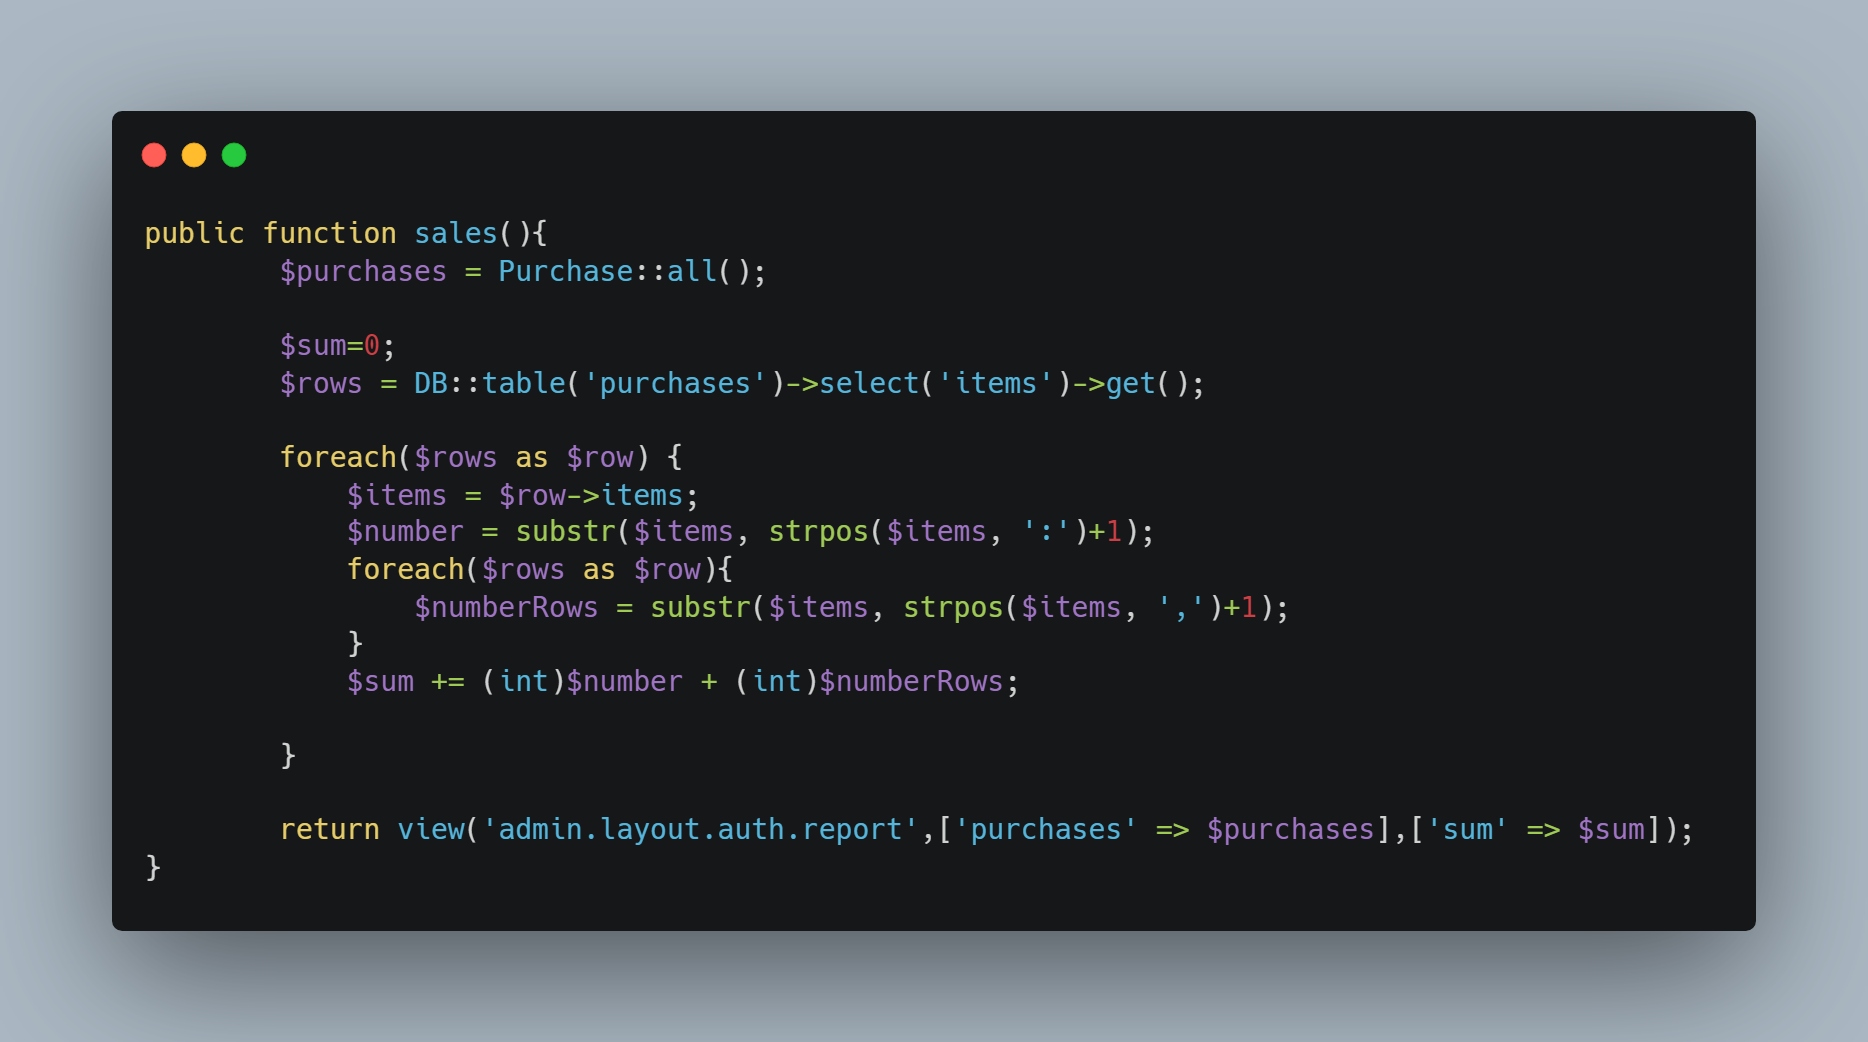 public function sales(){
        $purchases = Purchase::all();

        $sum=0;
        $rows = DB::table('purchases')->select('items')->get();

        foreach($rows as $row) {
            $items = $row->items;
            $number = substr($items, strpos($items, ':')+1);
            foreach($rows as $row){
                $numberRows = substr($items, strpos($items, ',')+1);
            }
            $sum += (int)$number + (int)$numberRows;

        }

        return view('admin.layout.auth.report',['purchases' => $purchases],['sum' => $sum]);
}